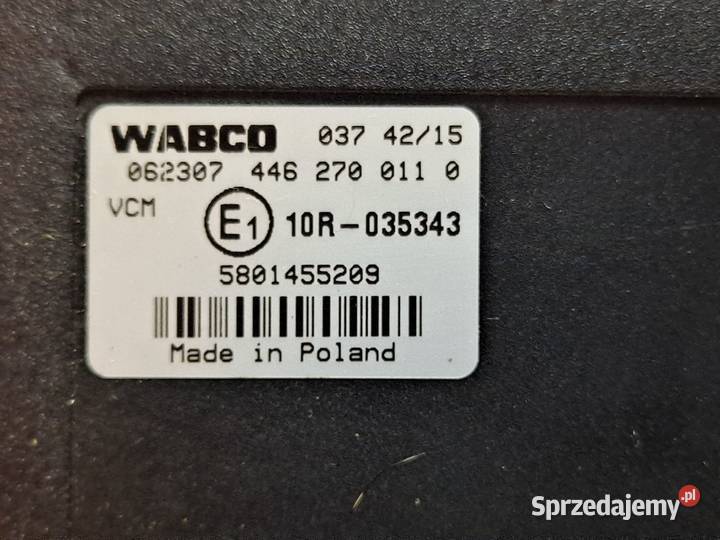 WABCO 037 42/15
062307 446 270 011 0
VCM E1 10R-035343
5801455209
Made in Poland
Sprzedajemy.pl